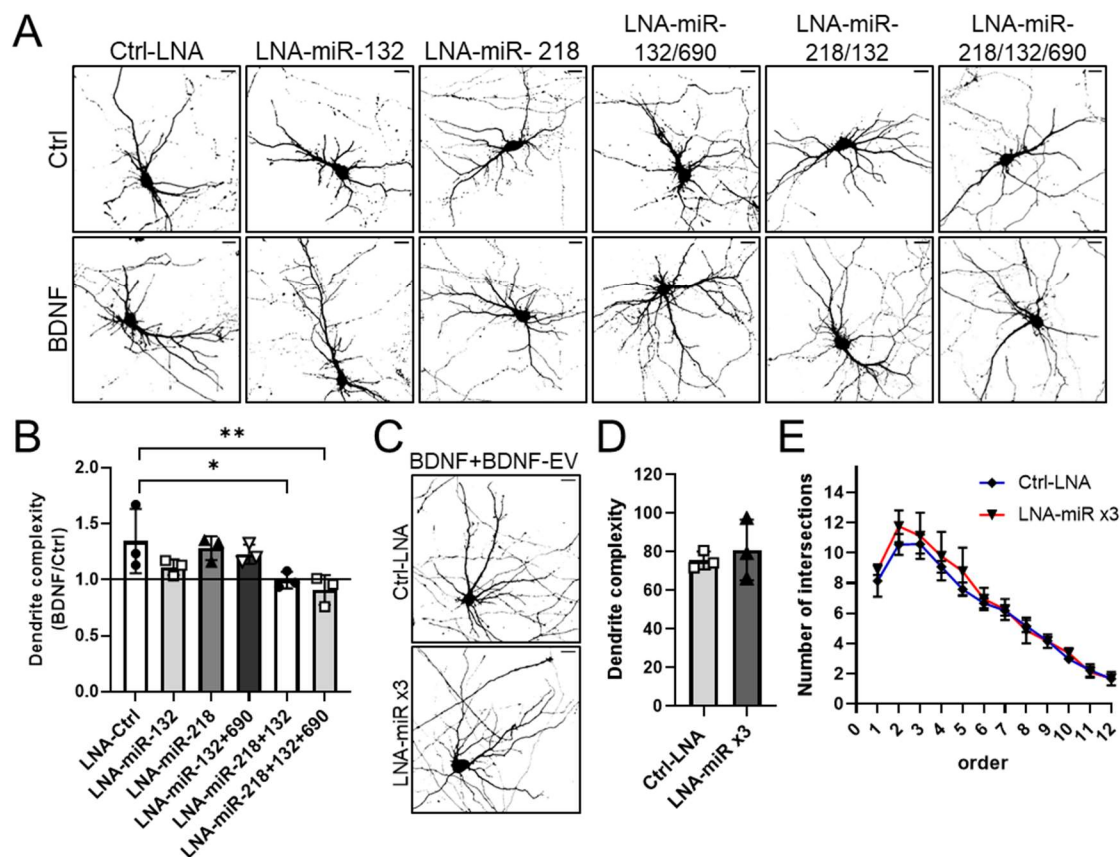 A
Ctrl-LNA
LNA-miR-132
LNA-miR- 218
LNA-miR-
132/690
LNA-miR-
218/132
LNA-miR-
218/132/690
Ctrl
BDNF
B
Dendrite complexity
(BDNF/Ctrl)
2.0
1.5
1.0
0.5
0.0
**
*
LNA-Ctrl
LNA-miR-132
LNA-miR-218
LNA-miR-132+690
LNA-miR-218+132
LNA-miR-218+132+690
C
BDNF+BDNF-EV
Ctrl-LNA
LNA-miR x3
D
Dendrite complexity
120
100
80
60
40
20
0
Ctrl-LNA
LNA-miR x3
E
Number of intersections
14
12
10
8
6
4
2
0
0 1 2 3 4 5 6 7 8 9 10 11 12
order
Ctrl-LNA
LNA-miR x3